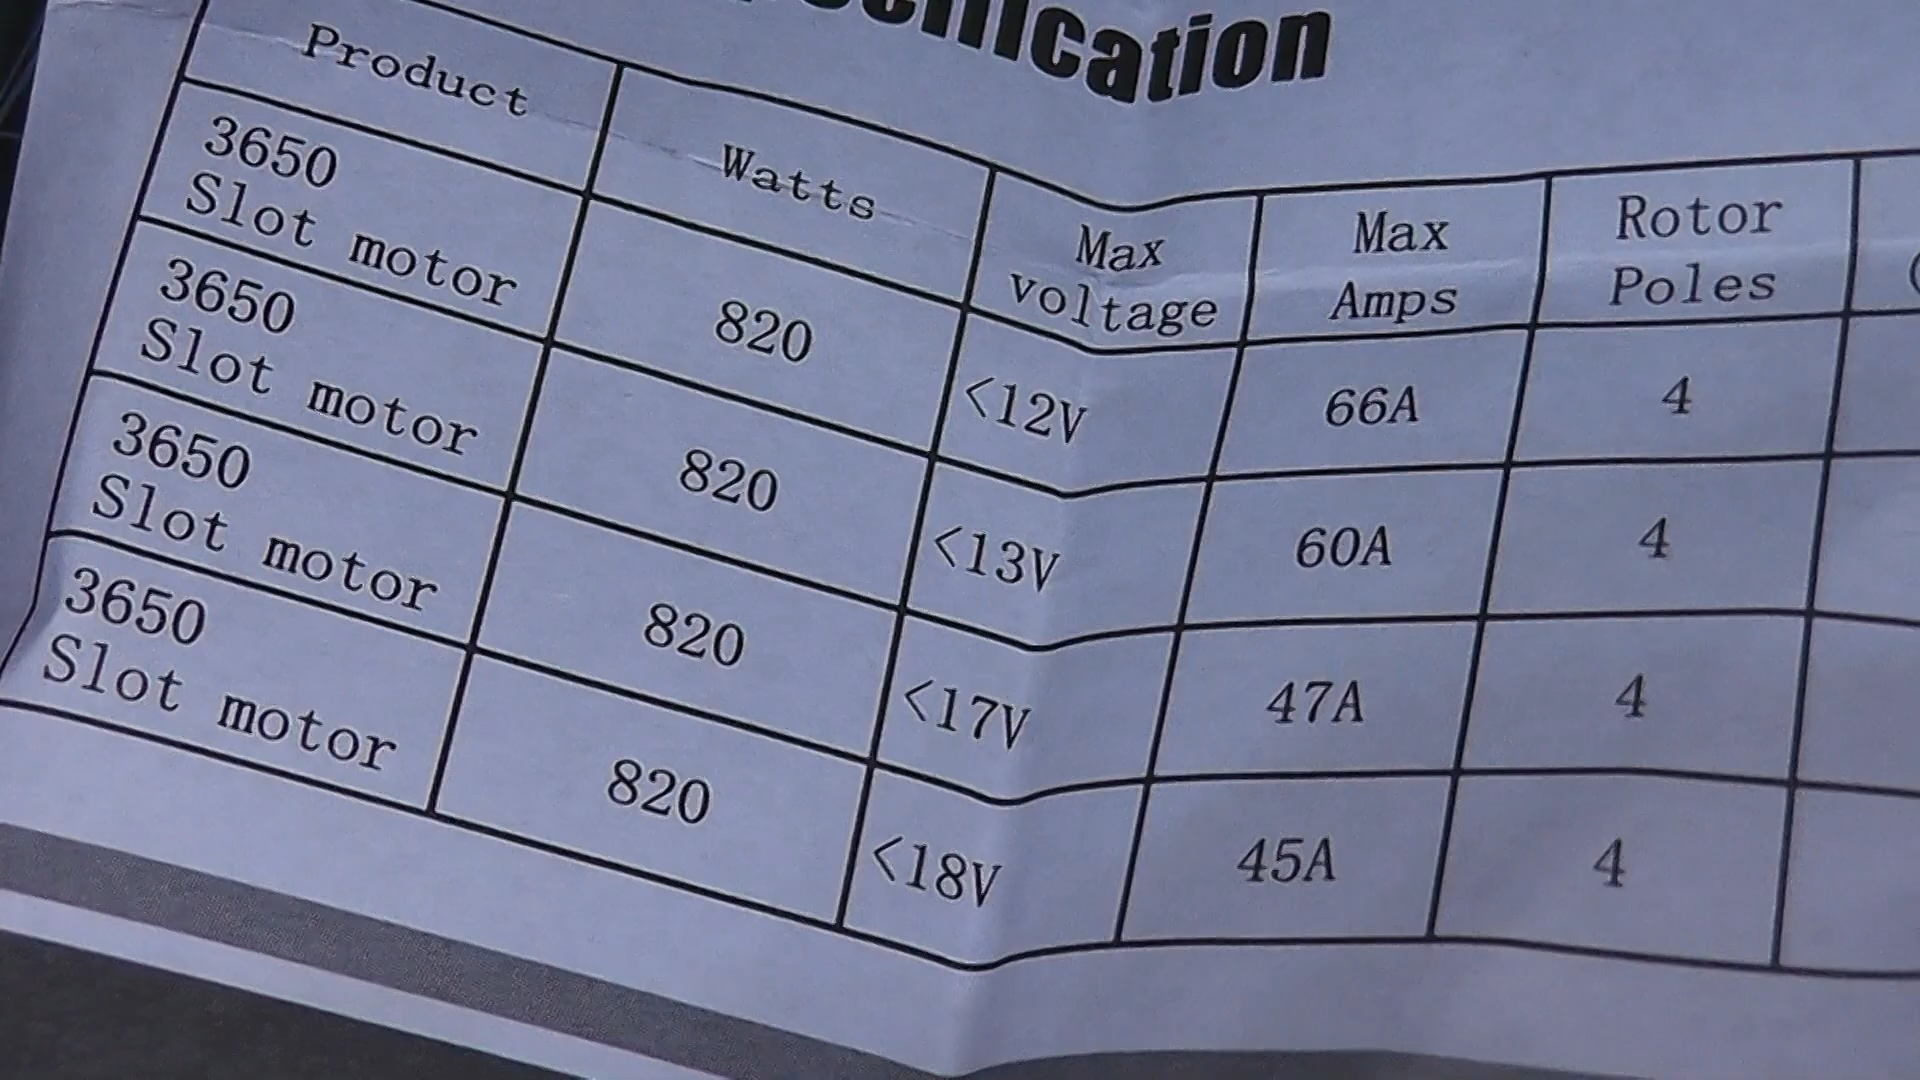 Product Watts Max voltage Max Amps Rotor Poles
3650 Slot motor 820 <12V 66A 4
3650 Slot motor 820 <13V 60A 4
3650 Slot motor 820 <17V 47A 4
3650 Slot motor 820 <18V 45A 4